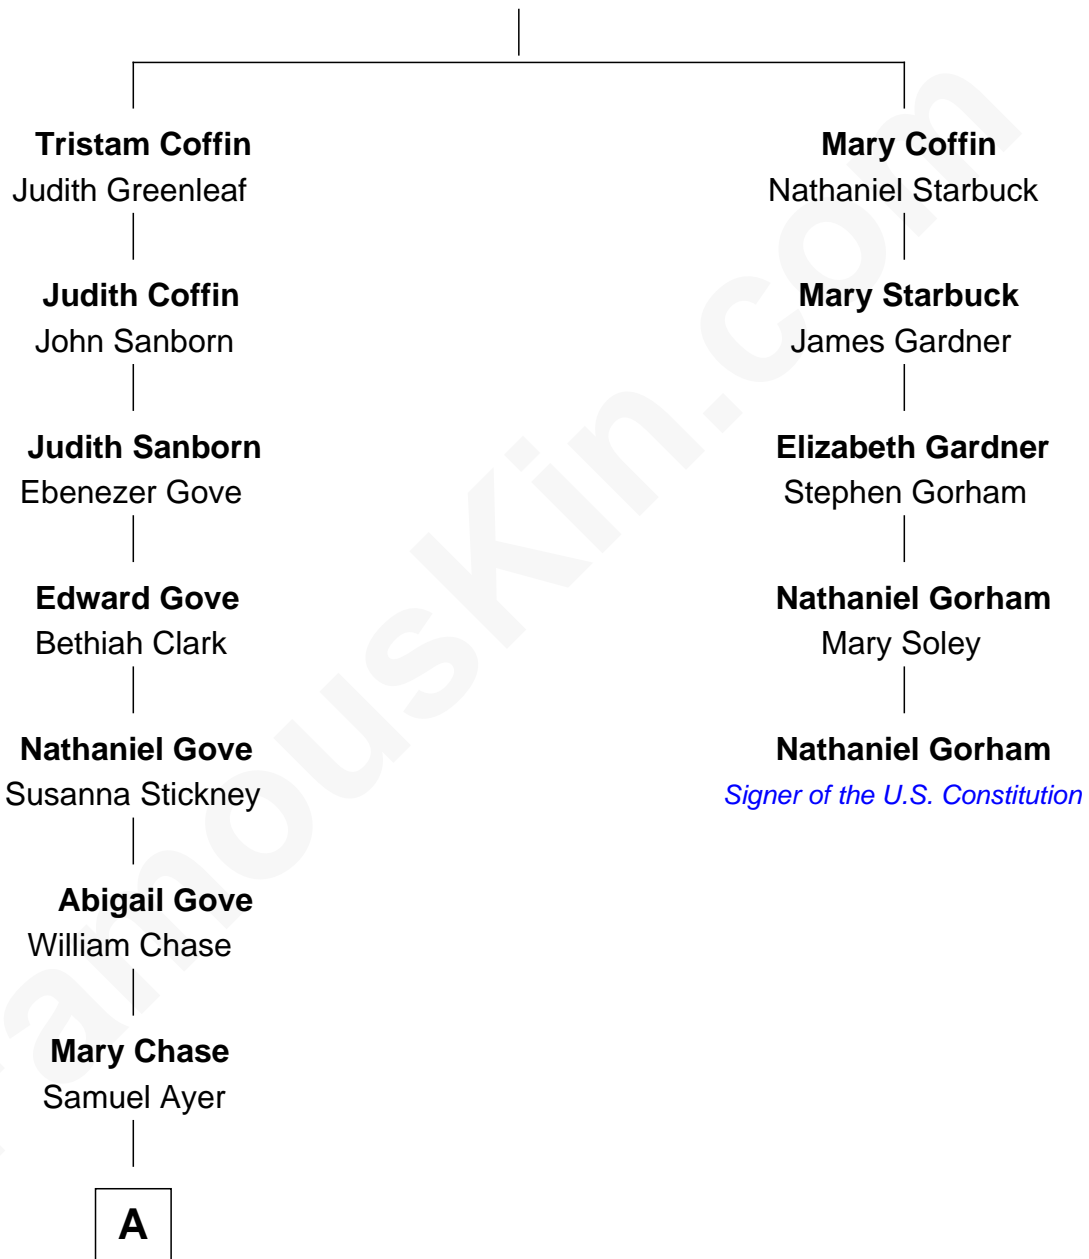 Tristam Coffin
Judith Greenleaf
Judith Coffin
John Sanborn
Judith Sanborn
Ebenezer Gove
Edward Gove
Bethiah Clark
Nathaniel Gove
Susanna Stickney
Abigail Gove
William Chase
Mary Chase
Samuel Ayer
A
Mary Coffin
Nathaniel Starbuck
Mary Starbuck
James Gardner
Elizabeth Gardner
Stephen Gorham
Nathaniel Gorham
Mary Soley
Nathaniel Gorham
Signer of the U.S. Constitution
FamousKin.com